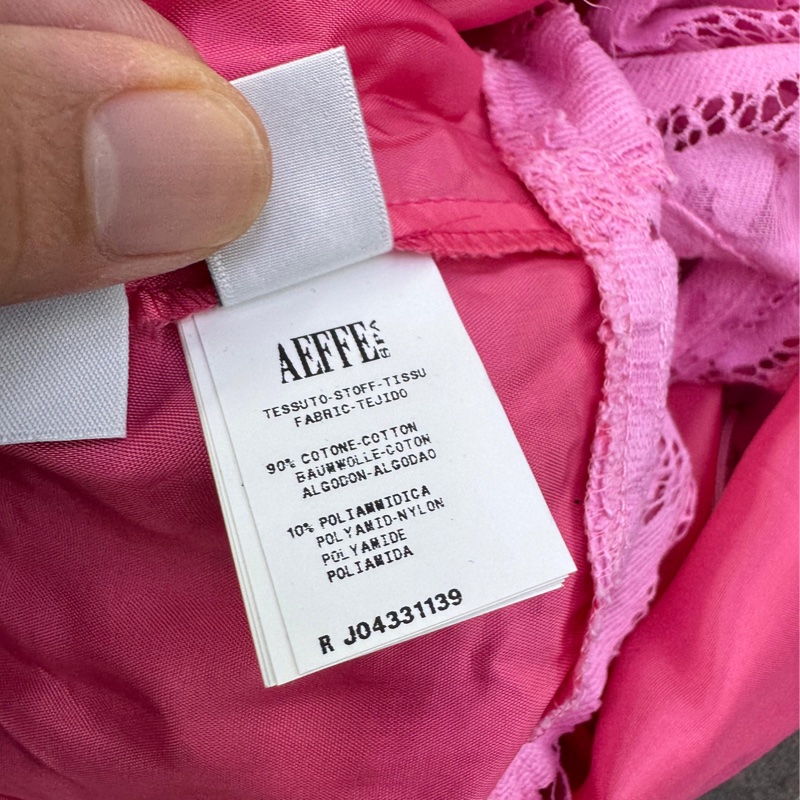 AEFFE SPA
TESSUTO-STOFF-TISSU
FABRIC-TEJIDO
90% COTONE-COTTON
BAUMWOLLE-COTON
ALGODON-ALGODAO
10% POLIAMMIDICA
POLYAMID-NYLON
POLYAMIDE
POLIAMIDA
R J04331139